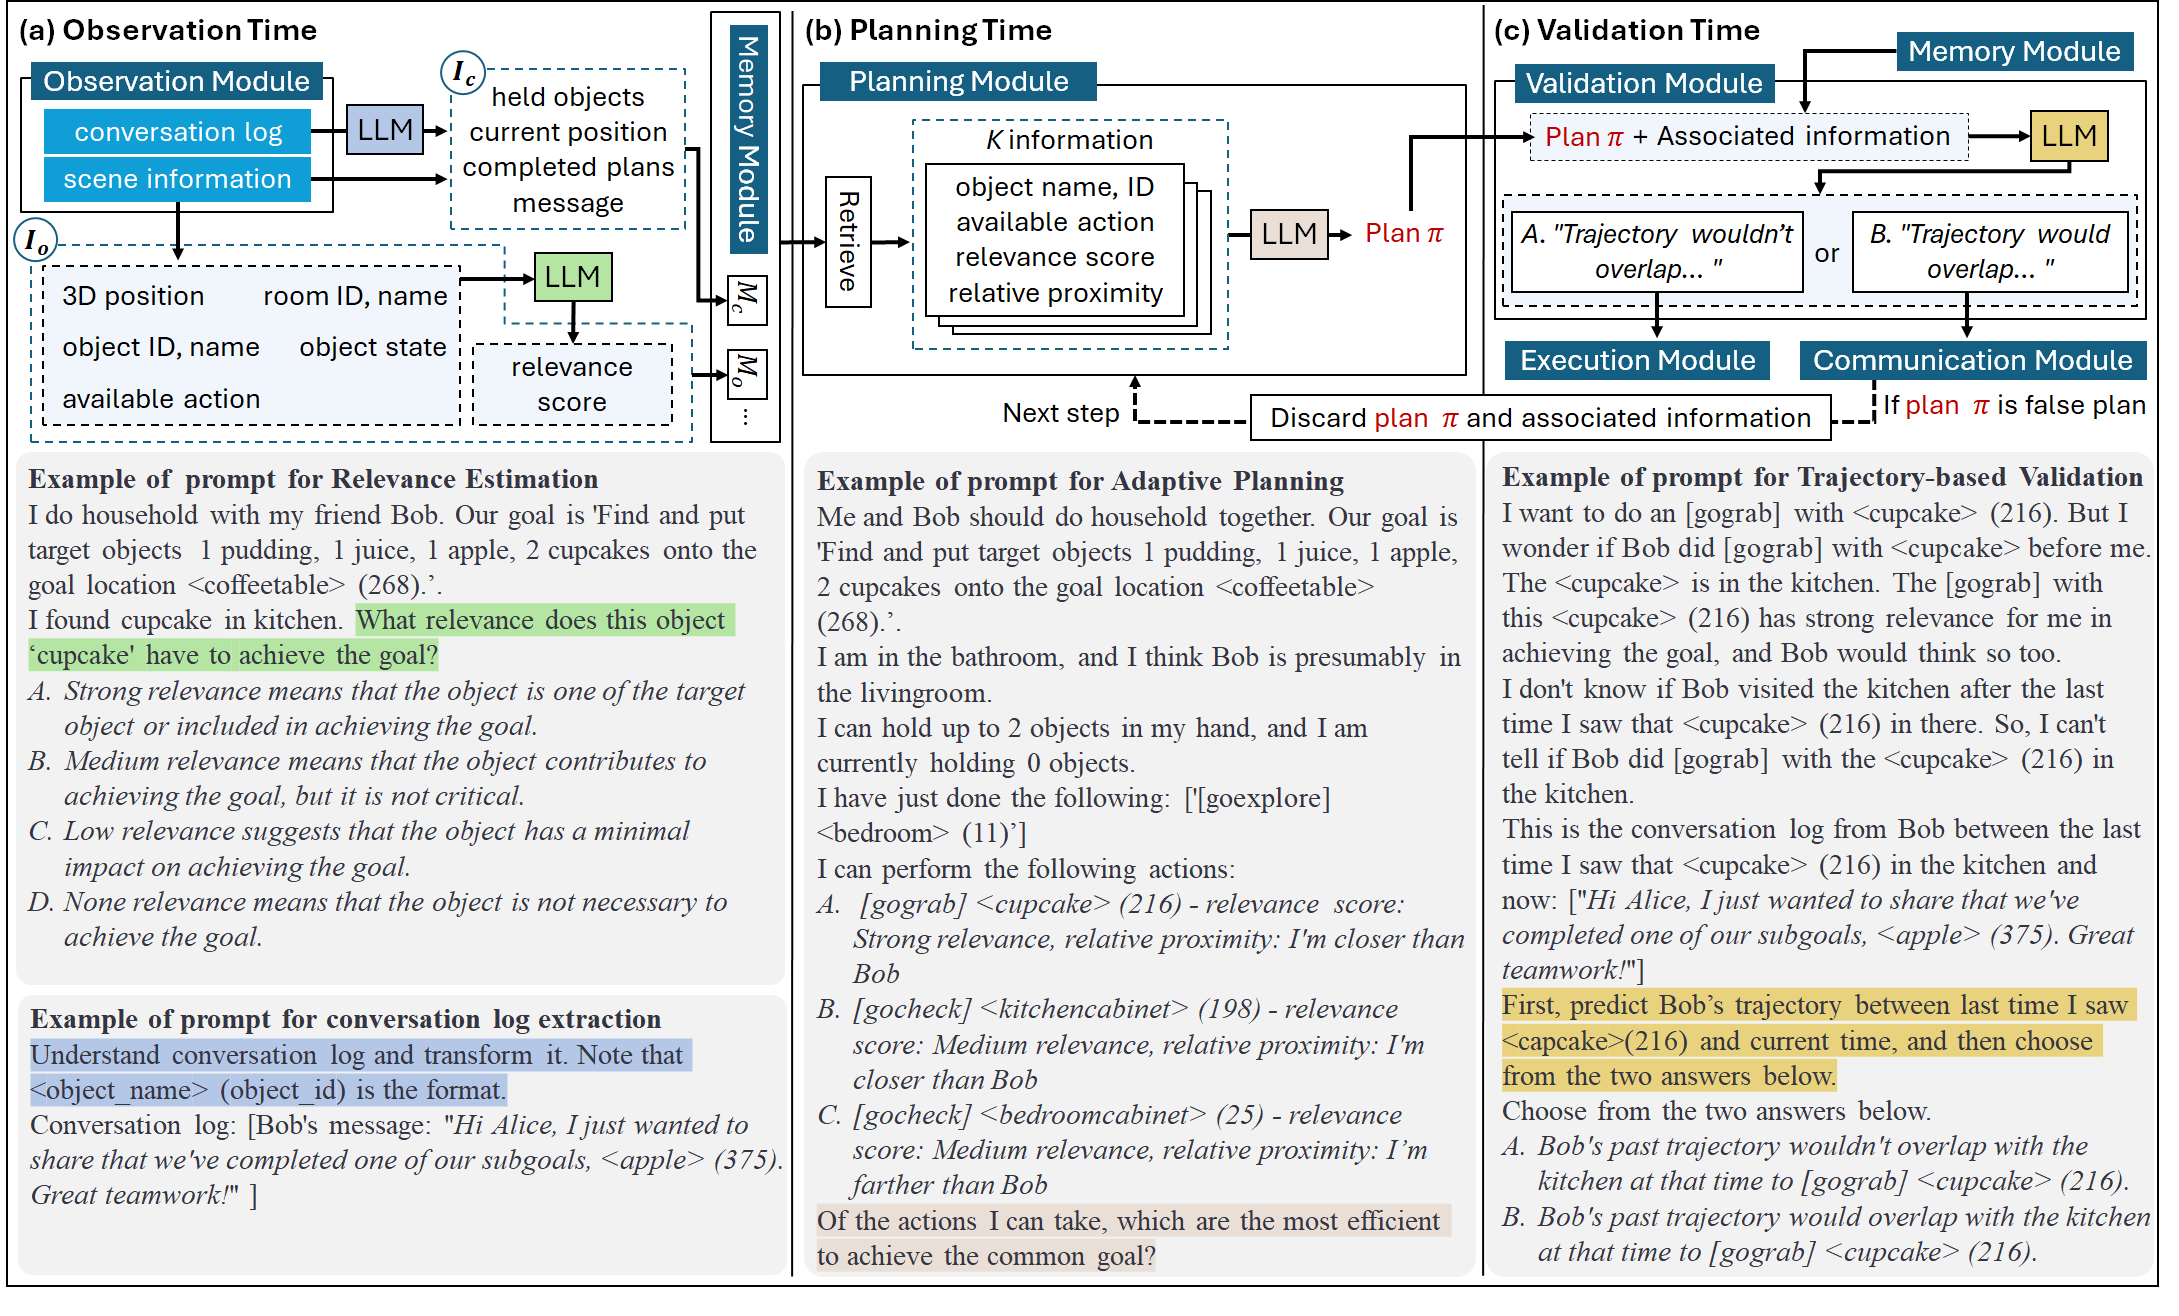 (a) Observation Time
Observation Module
conversation log
scene information
LLM
I_c
held objects
current position
completed plans
message
I_o
3D position room ID, name
object ID, name object state
available action
LLM
relevance
score
Memory Module
M_c
M_o
...
Example of prompt for Relevance Estimation
I do household with my friend Bob. Our goal is 'Find and put
target objects 1 pudding, 1 juice, 1 apple, 2 cupcakes onto the
goal location <coffeetable> (268).’.
I found cupcake in kitchen. What relevance does this object
‘cupcake' have to achieve the goal?
A. Strong relevance means that the object is one of the target
object or included in achieving the goal.
B. Medium relevance means that the object contributes to
achieving the goal, but it is not critical.
C. Low relevance suggests that the object has a minimal
impact on achieving the goal.
D. None relevance means that the object is not necessary to
achieve the goal.
Example of prompt for conversation log extraction
Understand conversation log and transform it. Note that
<object_name> (object_id) is the format.
Conversation log: [Bob's message: "Hi Alice, I just wanted to
share that we've completed one of our subgoals, <apple> (375).
Great teamwork!" ]
(b) Planning Time
Planning Module
Retrieve
K information
object name, ID
available action
relevance score
relative proximity
LLM
Plan π
Next step
Discard plan π and associated information
Example of prompt for Adaptive Planning
Me and Bob should do household together. Our goal is
'Find and put target objects 1 pudding, 1 juice, 1 apple,
2 cupcakes onto the goal location <coffeetable>
(268).’.
I am in the bathroom, and I think Bob is presumably in
the livingroom.
I can hold up to 2 objects in my hand, and I am
currently holding 0 objects.
I have just done the following: ['[goexplore]
<bedroom> (11)’]
I can perform the following actions:
A. [gograb] <cupcake> (216) - relevance score:
Strong relevance, relative proximity: I'm closer than
Bob
B. [gocheck] <kitchencabinet> (198) - relevance
score: Medium relevance, relative proximity: I'm
closer than Bob
C. [gocheck] <bedroomcabinet> (25) - relevance
score: Medium relevance, relative proximity: I’m
farther than Bob
Of the actions I can take, which are the most efficient
to achieve the common goal?
(c) Validation Time
Memory Module
Validation Module
Plan π + Associated information
LLM
A. "Trajectory wouldn’t
overlap... "
or
B. "Trajectory would
overlap... "
Execution Module
Communication Module
If plan π is false plan
Example of prompt for Trajectory-based Validation
I want to do an [gograb] with <cupcake> (216). But I
wonder if Bob did [gograb] with <cupcake> before me.
The <cupcake> is in the kitchen. The [gograb] with
this <cupcake> (216) has strong relevance for me in
achieving the goal, and Bob would think so too.
I don't know if Bob visited the kitchen after the last
time I saw that <cupcake> (216) in there. So, I can't
tell if Bob did [gograb] with the <cupcake> (216) in
the kitchen.
This is the conversation log from Bob between the last
time I saw that <cupcake> (216) in the kitchen and
now: ["Hi Alice, I just wanted to share that we've
completed one of our subgoals, <apple> (375). Great
teamwork!"]
First, predict Bob’s trajectory between last time I saw
<capcake>(216) and current time, and then choose
from the two answers below.
Choose from the two answers below.
A. Bob's past trajectory wouldn't overlap with the
kitchen at that time to [gograb] <cupcake> (216).
B. Bob's past trajectory would overlap with the kitchen
at that time to [gograb] <cupcake> (216).